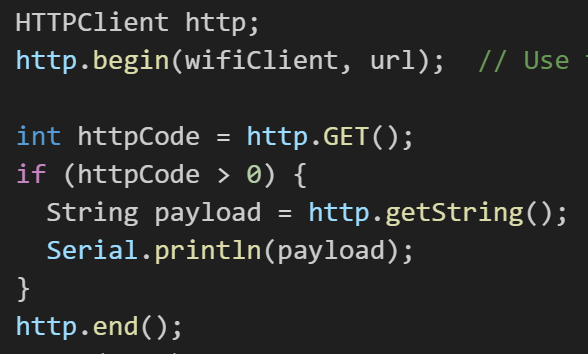 HTTPClient http;
http.begin(wifiClient, url);  // Use
int httpCode = http.GET();
if (httpCode > 0) {
  String payload = http.getString();
  Serial.println(payload);
}
http.end();